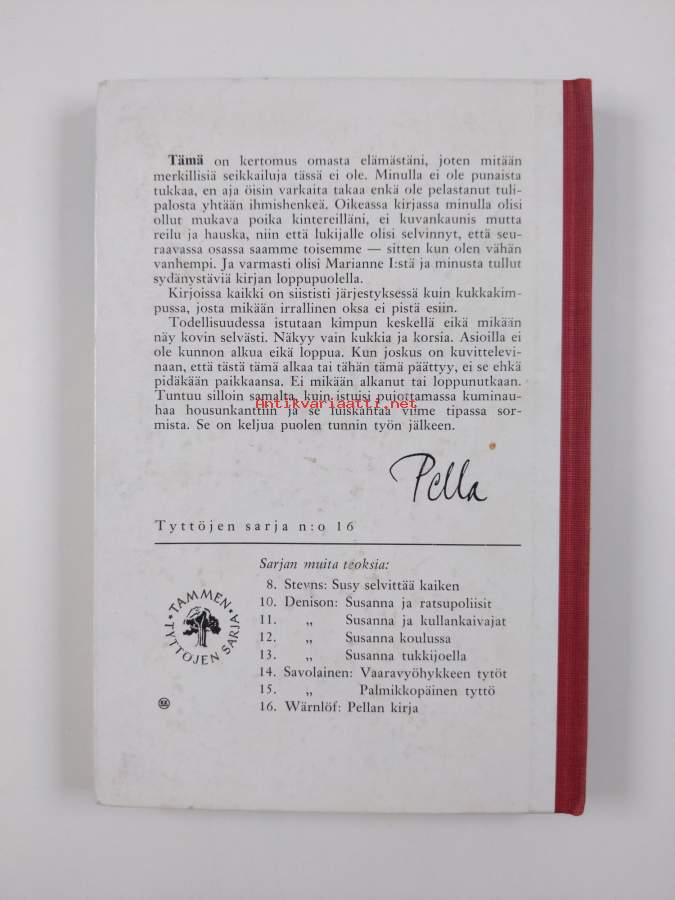 Tämä on kertomus omasta elämästäni, joten mitään
merkillisiä seikkailuja tässä ei ole. Minulla ei ole punaista
tukkaa, en aja öisin varkaita takaa enkä ole pelastanut tuli-
palosta yhtään ihmishenkeä. Oikeassa kirjassa minulla olisi
ollut mukava poika kintereilläni, ei kuvankaunis mutta
reilu ja hauska, niin että lukijalle olisi selvinnyt, että seu-
raavassa osassa saamme toisemme — sitten kun olen vähän
vanhempi. Ja varmasti olisi Marianne I:stä ja minusta tullut
sydänystäviä kirjan loppupuolella.
Kirjoissa kaikki on siististi järjestyksessä kuin kukkakim-
pussa, josta mikään irrallinen oksa ei pistä esiin.
Todellisuudessa istutaan kimpun keskellä eikä mikään
näy kovin selvästi. Näkyy vain kukkia ja korsia. Asioilla ei
ole kunnon alkua eikä loppua. Kun joskus on kuvittelevi-
naan, että tästä tämä alkaa tai tähän tämä päättyy, ei se ehkä
pidäkään paikkaansa. Ei mikään alkanut tai loppunutkaan.
Tuntuu silloin samalta, kuin istuisi pujottamassa kuminau-
Antikvariaatti.net
haa housunkanttiin ja se luiskahtaa viime tipassa sor-
mista. Se on keljua puolen tunnin työn jälkeen.
Pella
Tyttöjen sarja n:o 16
Sarjan muita teoksia:
8. Stevns: Susy selvittää kaiken
10. Denison: Susanna ja ratsupoliisit
11. „ Susanna ja kullankaivajat
12. „ Susanna koulussa
13. „ Susanna tukkijoella
14. Savolainen: Vaaravyöhykkeen tytöt
15. „ Palmikkopäinen tyttö
16. Wärnlöf: Pellan kirja
TAMMEN
TYTTÖJEN SARJA